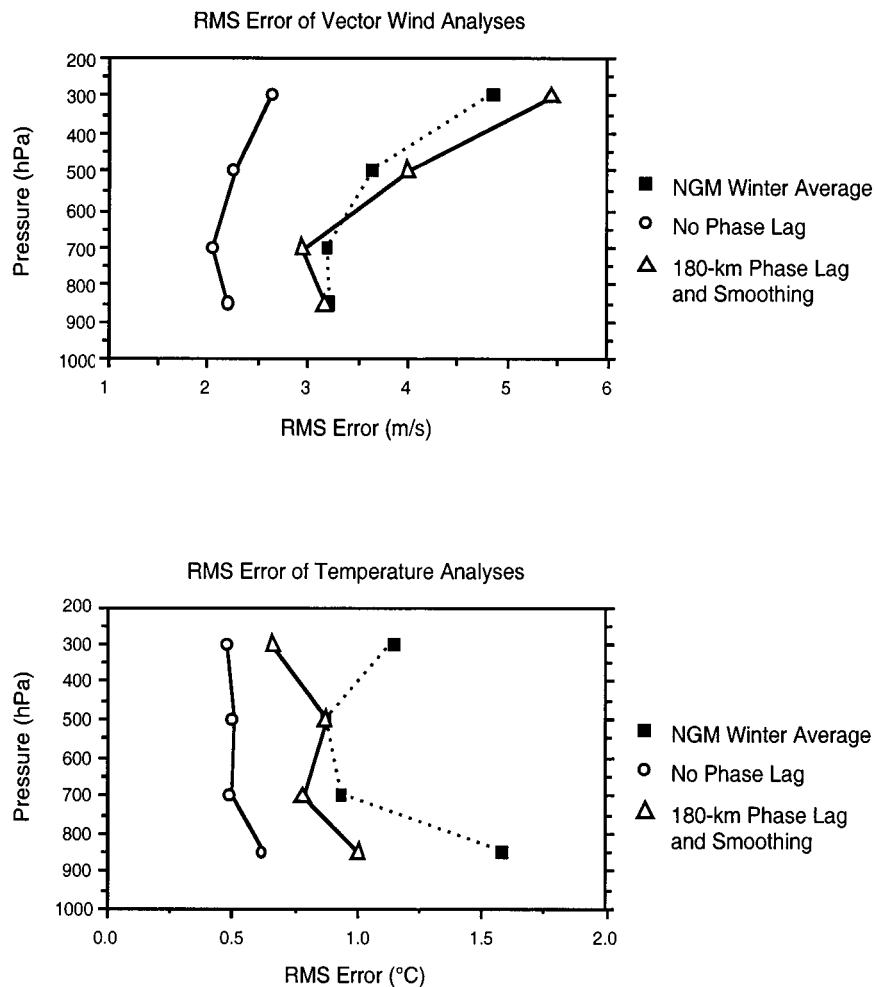 RMS Error of Vector Wind Analyses
200
300
400
500
600
700
800
900
1000
Pressure (hPa)
1 2 3 4 5 6
RMS Error (m/s)
NGM Winter Average
No Phase Lag
180-km Phase Lag
and Smoothing
RMS Error of Temperature Analyses
200
300
400
500
600
700
800
900
1000
Pressure (hPa)
0.0 0.5 1.0 1.5 2.0
RMS Error (°C)
NGM Winter Average
No Phase Lag
180-km Phase Lag
and Smoothing